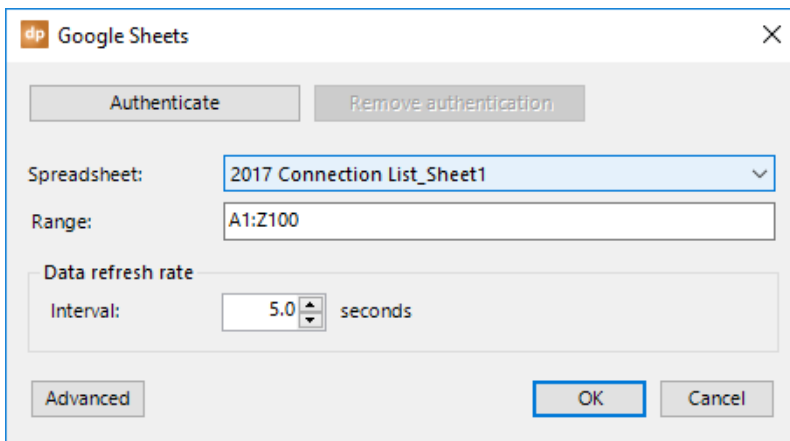 dp Google Sheets
Authenticate Remove authentication
Spreadsheet: 2017 Connection List_Sheet1
Range: A1:Z100
Data refresh rate
Interval: 5.0 seconds
Advanced OK Cancel